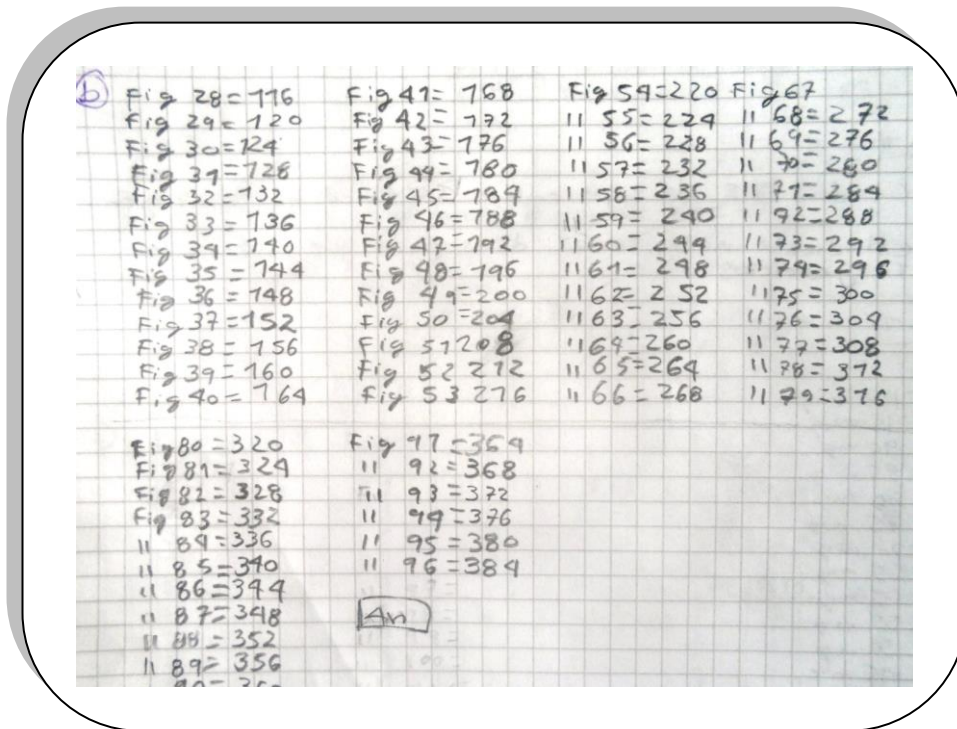 b
Fig 28=116
Fig 29=120
Fig 30=124
Fig 31=128
Fig 32=132
Fig 33=136
Fig 34=140
Fig 35=144
Fig 36=148
Fig 37=152
Fig 38=156
Fig 39=160
Fig 40=164
Fig 41=168
Fig 42=172
Fig 43=176
Fig 44=180
Fig 45=184
Fig 46=188
Fig 47=192
Fig 48=196
Fig 49=200
Fig 50=204
Fig 51208
Fig 52 212
Fig 53 216
Fig 54=220
" 55=224
" 56=228
" 57=232
" 58=236
" 59=240
" 60=244
" 61=248
" 62=252
" 63=256
" 64=260
" 65=264
" 66=268
Fig 67
" 68=272
" 69=276
" 70=280
" 71=284
" 72=288
" 73=292
" 74=296
" 75=300
" 76=304
" 77=308
" 78=312
" 79=316
Fig 80=320
Fig 81=324
Fig 82=328
Fig 83=332
" 84=336
" 85=340
" 86=344
" 87=348
" 88=352
" 89=356
Fig 91=364
" 92=368
" 93=372
" 94=376
" 95=380
" 96=384
An